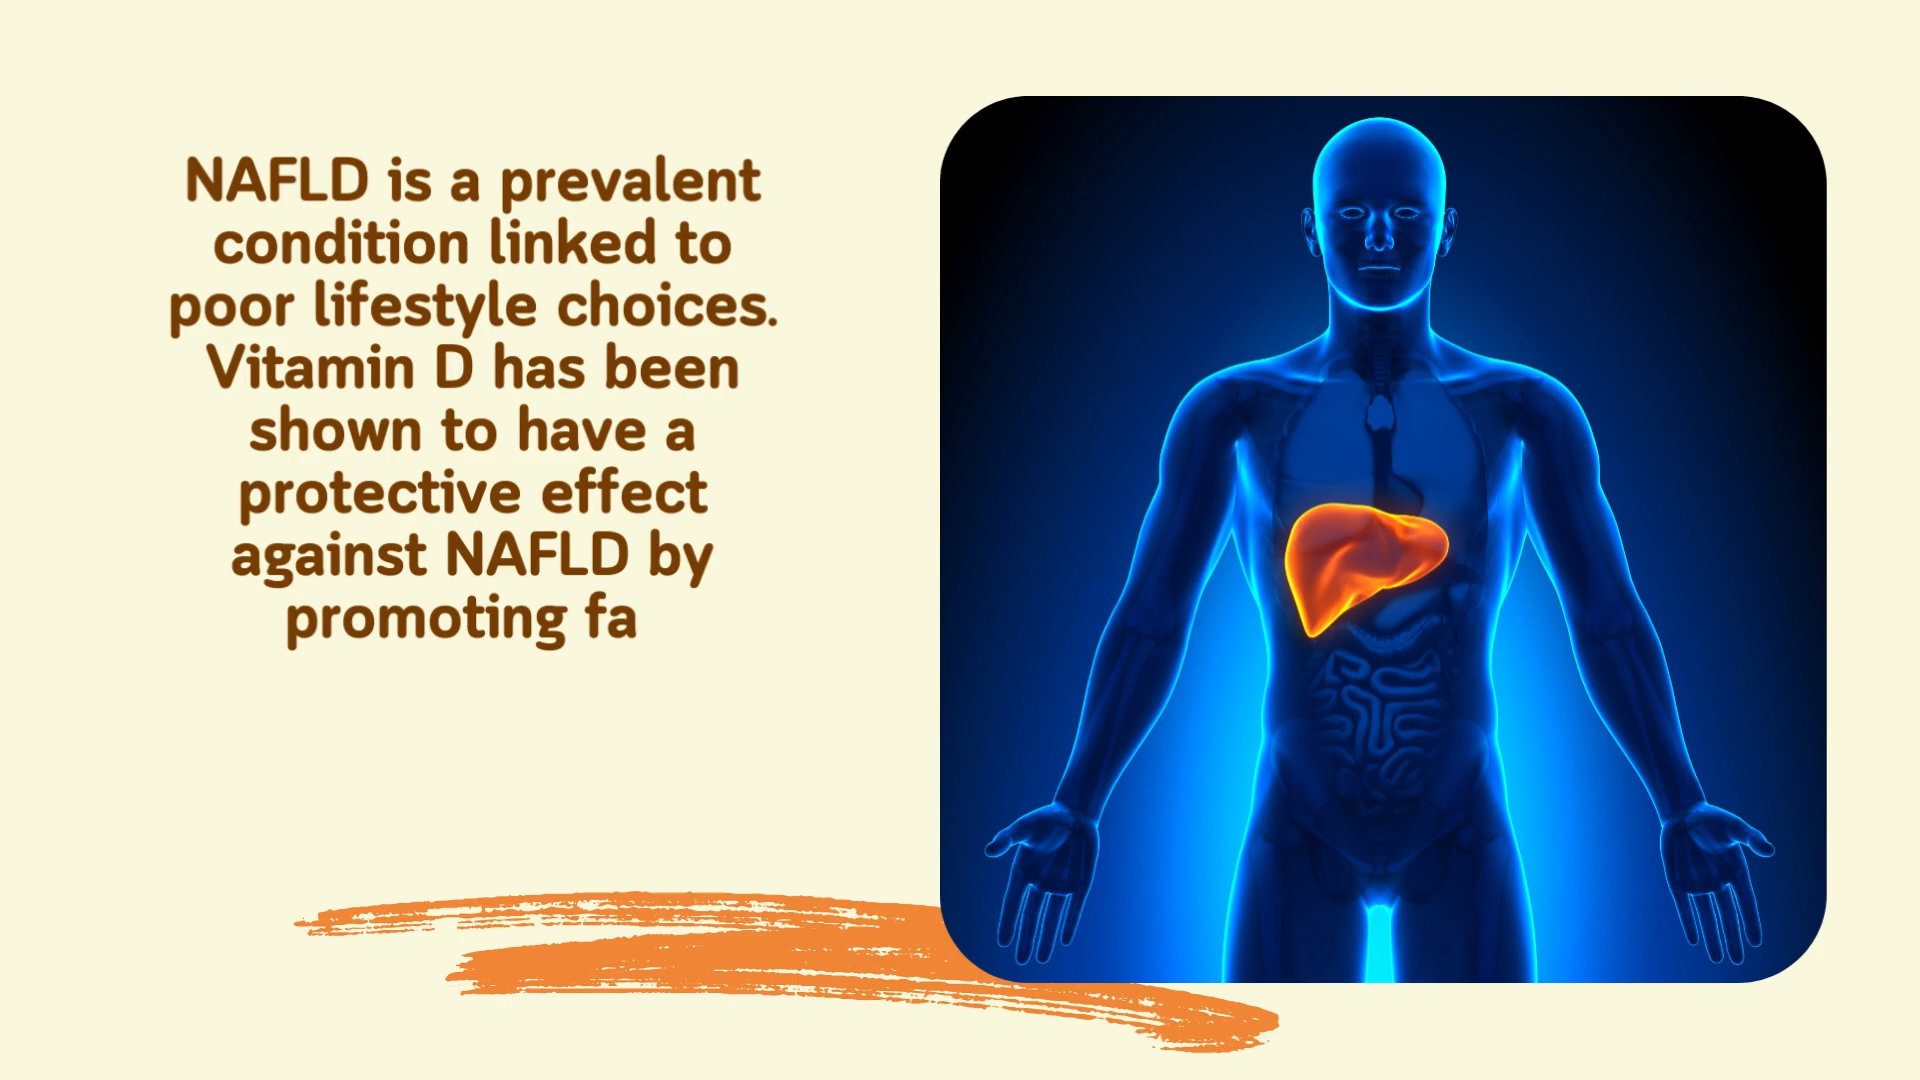 NAFLD is a prevalent
condition linked to
poor lifestyle choices.
Vitamin D has been
shown to have a
protective effect
against NAFLD by
promoting fa